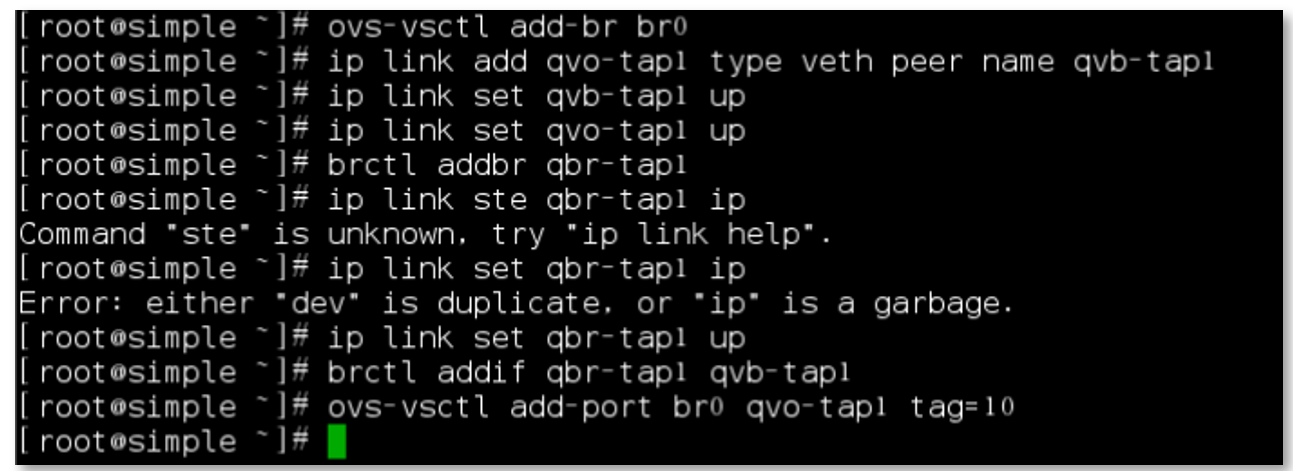 [root@simple ~]# ovs-vsctl add-br br0
[root@simple ~]# ip link add qvo-tap1 type veth peer name qvb-tap1
[root@simple ~]# ip link set qvb-tap1 up
[root@simple ~]# ip link set qvo-tap1 up
[root@simple ~]# brctl addbr qbr-tap1
[root@simple ~]# ip link ste qbr-tap1 ip
Command "ste" is unknown, try "ip link help".
[root@simple ~]# ip link set qbr-tap1 ip
Error: either "dev" is duplicate, or "ip" is a garbage.
[root@simple ~]# ip link set qbr-tap1 up
[root@simple ~]# brctl addif qbr-tap1 qvb-tap1
[root@simple ~]# ovs-vsctl add-port br0 qvo-tap1 tag=10
[root@simple ~]#